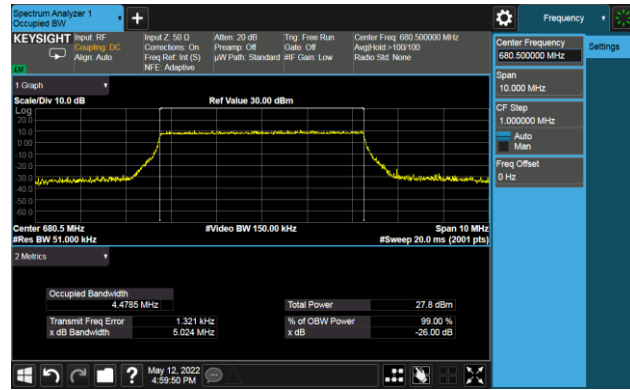 Spectrum Analyzer 1
Occupied BW
+
Frequency
KEYSIGHT
Input: RF
Coupling: DC
Align: Auto
Input Z: 50 Ω
Corrections: On
Freq Ref: Int (S)
NFE: Adaptive
Atten: 20 dB
Preamp: Off
µW Path: Standard
Trig: Free Run
Gate: Off
#IF Gain: Low
Center Freq: 680.500000 MHz
Avg|Hold:>100/100
Radio Std: None
Center Frequency
680.500000 MHz
Settings
Span
10.000 MHz
CF Step
1.000000 MHz
Auto
Man
Freq Offset
0 Hz
1 Graph
Scale/Div 10.0 dB
Ref Value 30.00 dBm
Log
20.0
10.0
0.00
-10.0
-20.0
-30.0
-40.0
-50.0
-60.0
Center 680.5 MHz
#Video BW 150.00 kHz
Span 10 MHz
#Res BW 51.000 kHz
#Sweep 20.0 ms (2001 pts)
2 Metrics
Occupied Bandwidth
4.4785 MHz
Total Power
27.8 dBm
Transmit Freq Error
1.321 kHz
% of OBW Power
99.00 %
x dB Bandwidth
5.024 MHz
x dB
-26.00 dB
?
May 12, 2022
4:59:50 PM